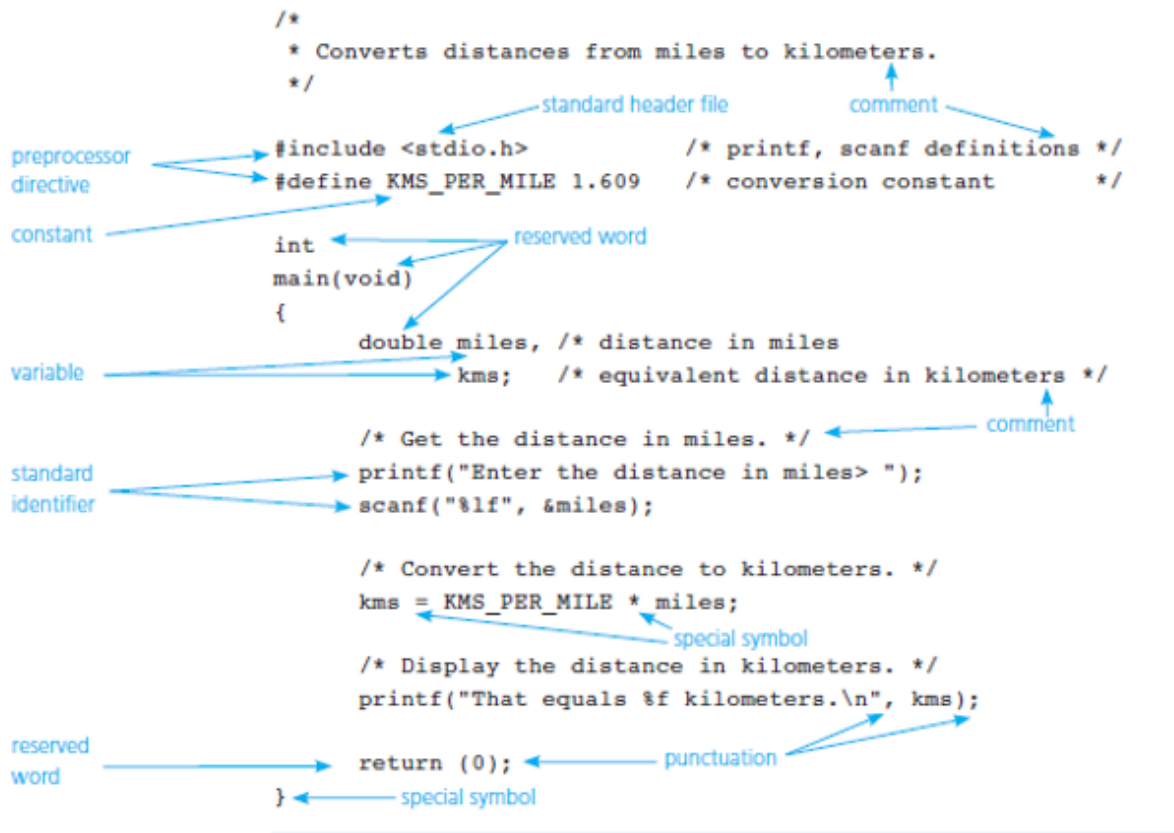 /*
* Converts distances from miles to kilometers.
*/
standard header file comment
preprocessor directive
#include <stdio.h> /* printf, scanf definitions */
#define KMS_PER_MILE 1.609 /* conversion constant */
constant
reserved word
int
main(void)
{
double miles, /* distance in miles
variable
kms; /* equivalent distance in kilometers */
comment
/* Get the distance in miles. */
standard identifier
printf("Enter the distance in miles> ");
scanf("%lf", &miles);
/* Convert the distance to kilometers. */
kms = KMS_PER_MILE * miles;
special symbol
/* Display the distance in kilometers. */
printf("That equals %f kilometers.\n", kms);
reserved word
return (0); punctuation
} special symbol